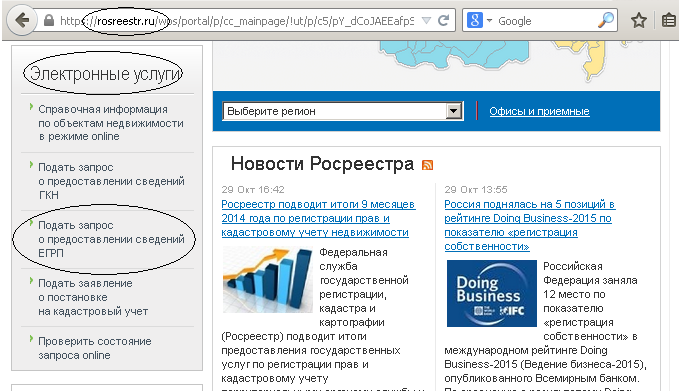 https://rosreestr.ru/wps/portal/p/cc_mainpage/!ut/p/c5/pY_dCoJAEEafpS
Google
Электронные услуги
Справочная информация
по объектам недвижимости
в режиме online
Подать запрос
о предоставлении сведений
ГКН
Подать запрос
о предоставлении сведений
ЕГРП
Подать заявление
о постановке
на кадастровый учет
Проверить состояние
запроса online
Выберите регион
Офисы и приемные
Новости Росреестра
29 Окт 16:42
Росреестр подводит итоги 9 месяцев
2014 года по регистрации прав и
кадастровому учету недвижимости
Федеральная
служба
государственной
регистрации,
кадастра и
картографии
(Росреестр) подводит итоги
предоставления государственных
услуг по регистрации прав и
кадастровому учету
29 Окт 13:55
Россия поднялась на 5 позиций в
рейтинге Doing Business-2015 по
показателю «регистрация
собственности»
Doing
Business
IFC
Российская
Федерация заняла
12 место по
показателю
«регистрация
собственности» в
международном рейтинге Doing
Business-2015 (Ведение бизнеса-2015),
опубликованного Всемирным банком.